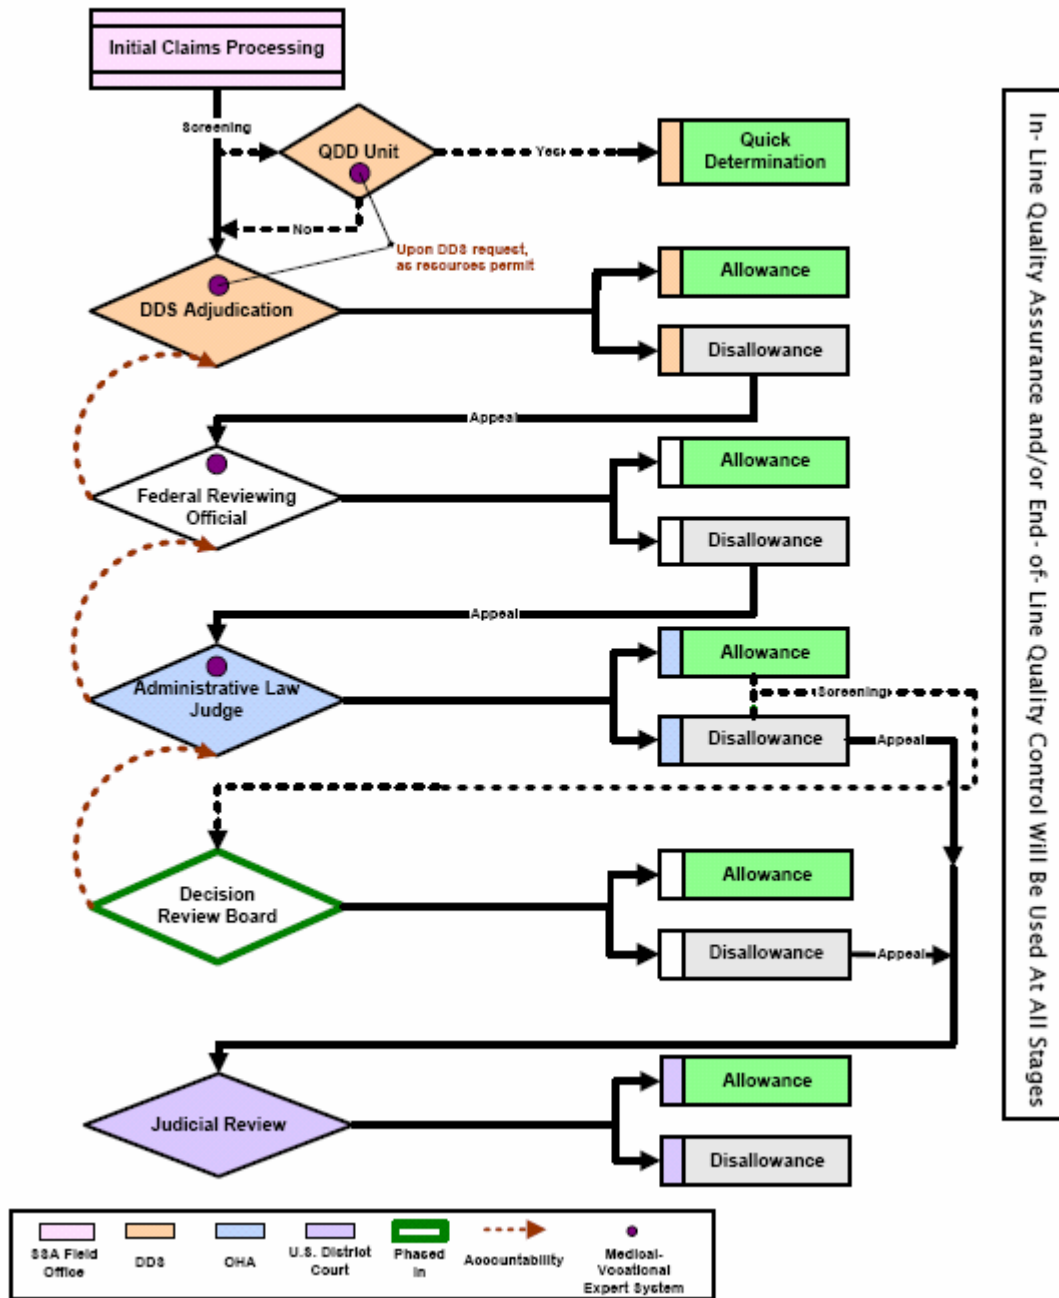 Initial Claims Processing
Screening
QDD Unit
Yes
Quick
Determination
No
Upon DDS request,
as resources permit
DDS Adjudication
Allowance
Disallowance
Appeal
Federal Reviewing
Official
Allowance
Disallowance
Appeal
Administrative Law
Judge
Allowance
Screening
Disallowance
Appeal
Decision
Review Board
Allowance
Disallowance
Appeal
Judicial Review
Allowance
Disallowance
In- Line Quality Assurance and/or End- of- Line Quality Control Will Be Used At All Stages
SSA Field
Office
DDS
OHA
U.S. District
Court
Phased
In
Accountability
Medical-
Vocational
Expert System